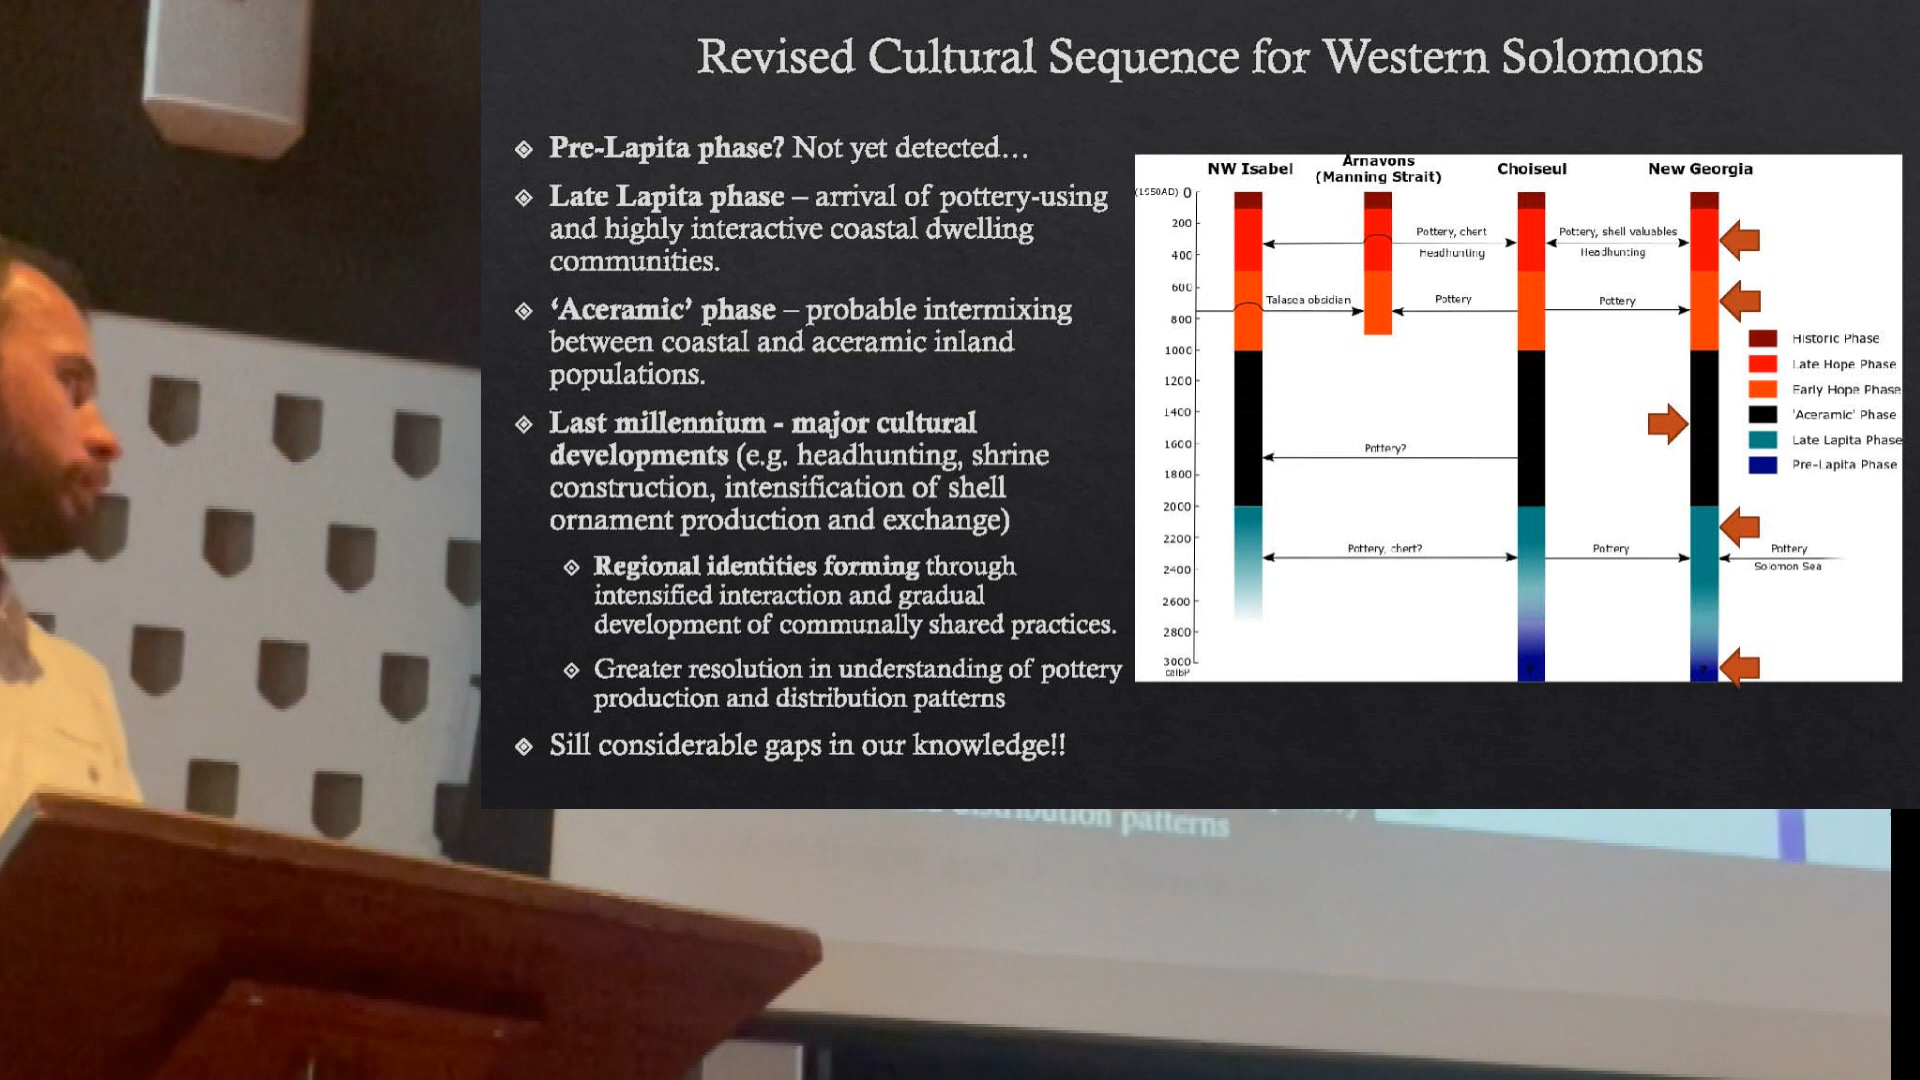 Revised Cultural Sequence for Western Solomons
Pre-Lapita phase? Not yet detected…
Late Lapita phase – arrival of pottery-using
and highly interactive coastal dwelling
communities.
‘Aceramic’ phase – probable intermixing
between coastal and aceramic inland
populations.
Last millennium - major cultural
developments (e.g. headhunting, shrine
construction, intensification of shell
ornament production and exchange)
Regional identities forming through
intensified interaction and gradual
development of communally shared practices.
Greater resolution in understanding of pottery
production and distribution patterns
Sill considerable gaps in our knowledge!!
NW Isabel
Arnavons
(Manning Strait)
Choiseul
New Georgia
(1950AD) 0
200
400
600
800
1000
1200
1400
1600
1800
2000
2200
2400
2600
2800
3000
calBP
Pottery, chert
Headhunting
Pottery, shell valuables
Headhunting
Talasea obsidian
Pottery
Pottery
Pottery?
Pottery, chert?
Pottery
Pottery
Solomon Sea
?
?
Historic Phase
Late Hope Phase
Early Hope Phase
'Aceramic' Phase
Late Lapita Phase
Pre-Lapita Phase
distribution patterns